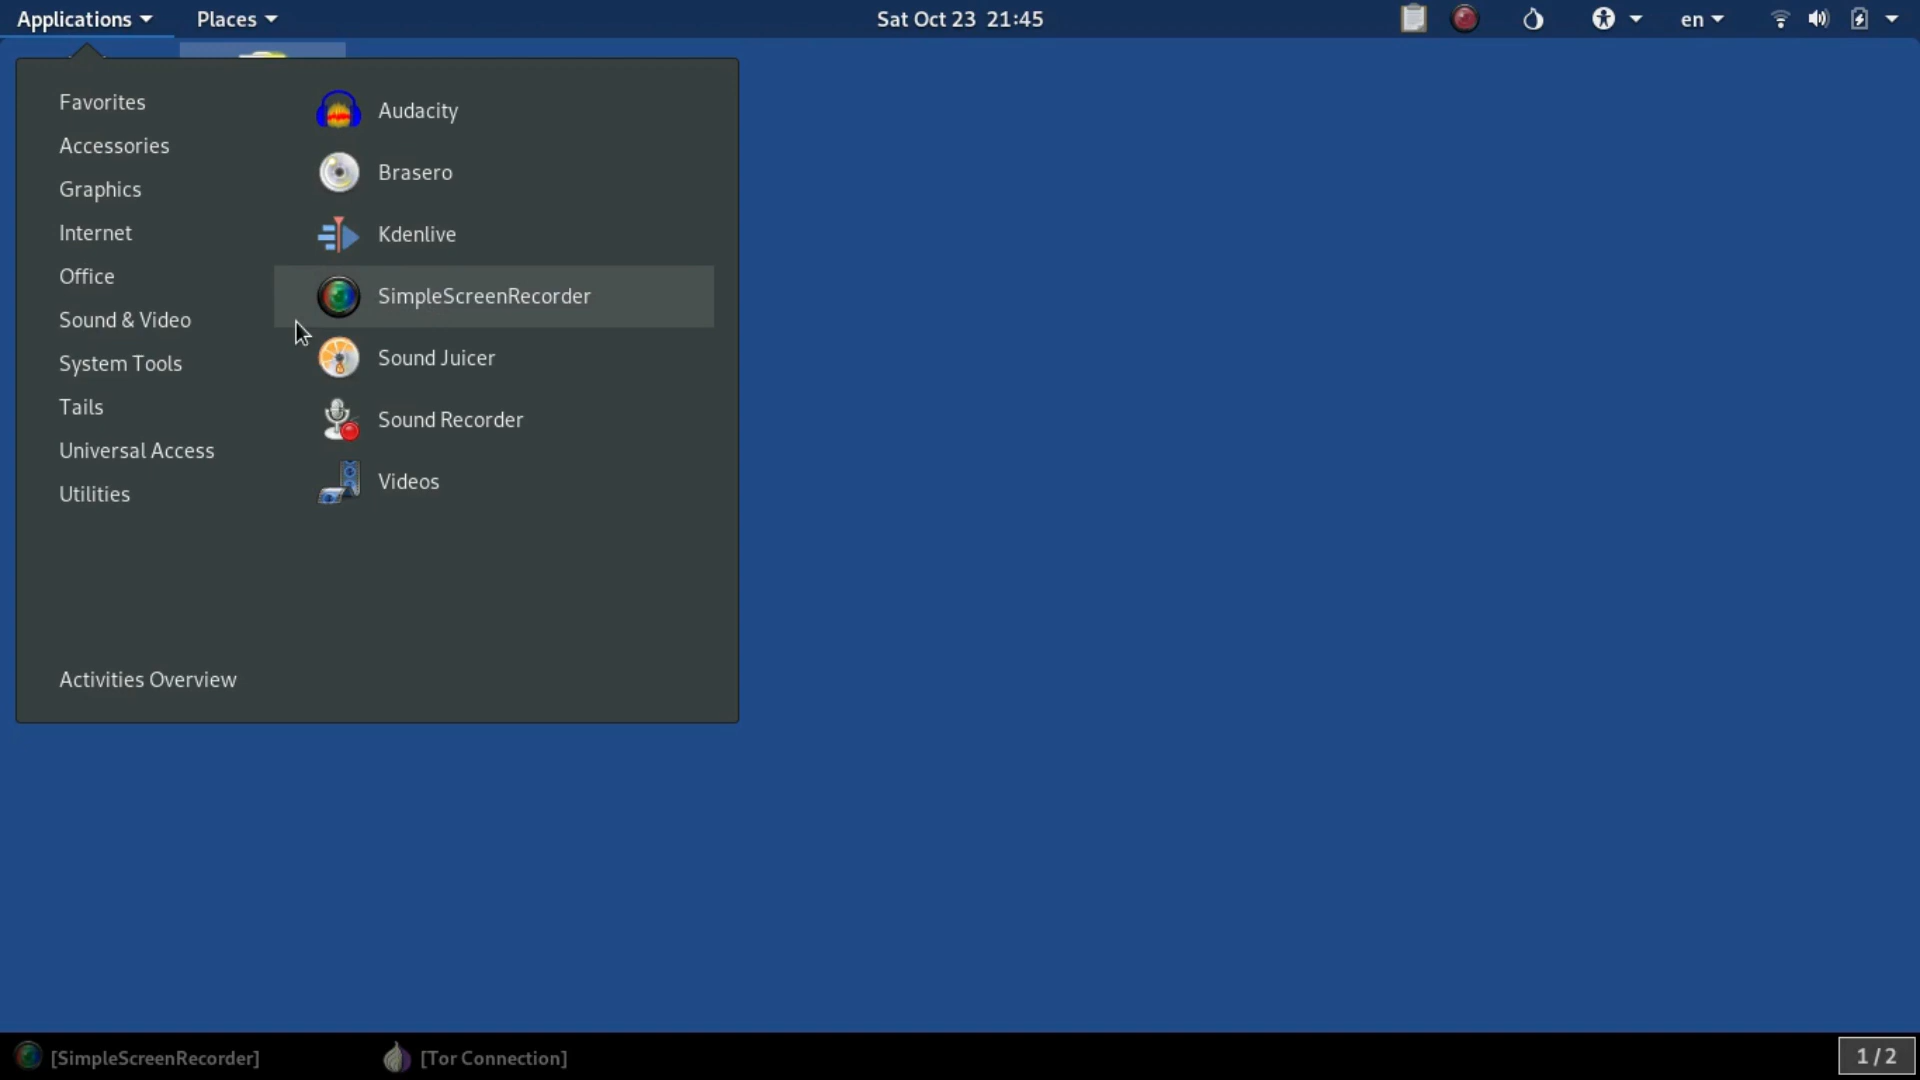 Applications Places Sat Oct 23 21:45 en
Favorites
Accessories
Graphics
Internet
Office
Sound & Video
System Tools
Tails
Universal Access
Utilities
Activities Overview
Audacity
Brasero
Kdenlive
SimpleScreenRecorder
Sound Juicer
Sound Recorder
Videos
[SimpleScreenRecorder] [Tor Connection] 1 / 2